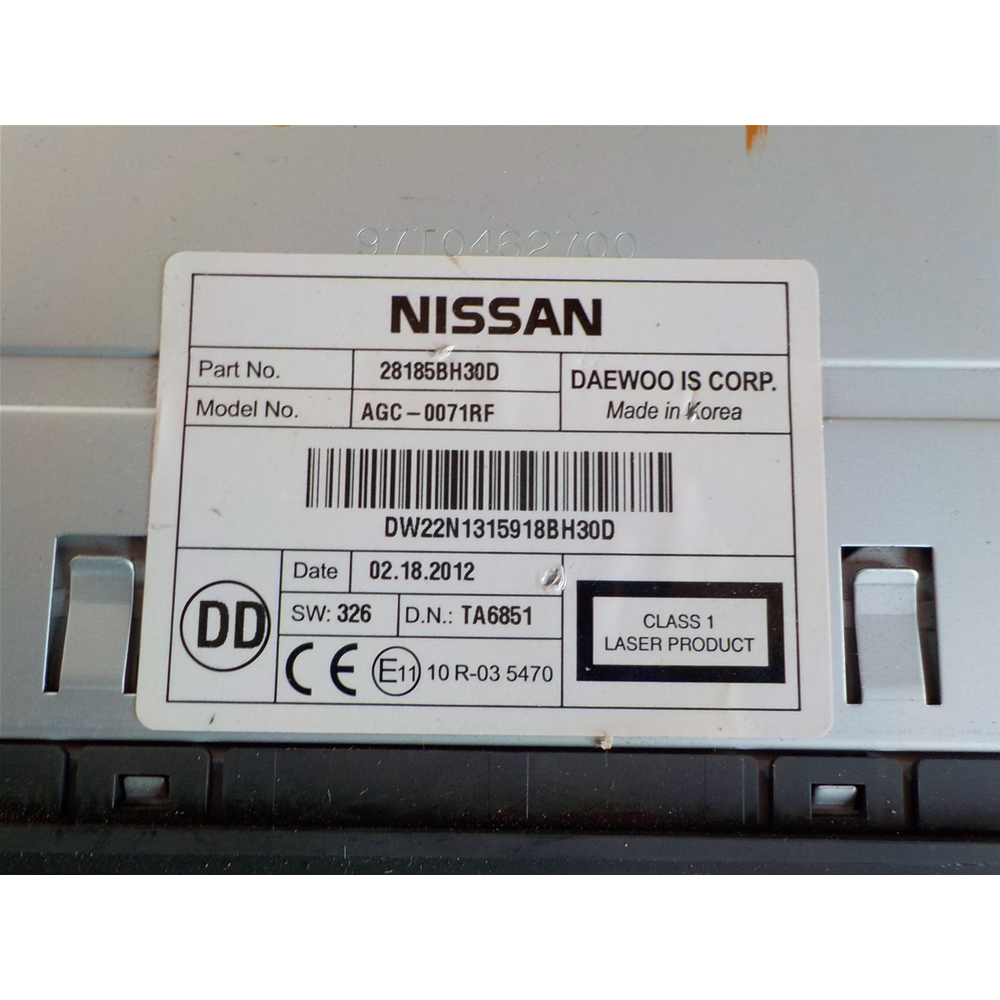 9710462700
NISSAN
Part No. 28185BH30D
DAEWOO IS CORP.
Model No. AGC-0071RF
Made in Korea
DW22N1315918BH30D
Date 02.18.2012
DD
SW: 326 D.N.: TA6851
CLASS 1
LASER PRODUCT
CE E11 10 R-03 5470